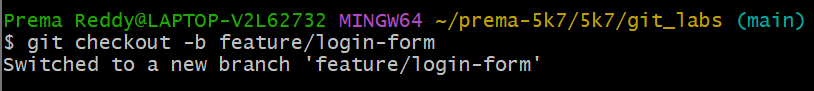 Prema Reddy@LAPTOP-V2L62732 MINGW64 ~/prema-5k7/5k7/git_labs (main)
$ git checkout -b feature/login-form
Switched to a new branch 'feature/login-form'